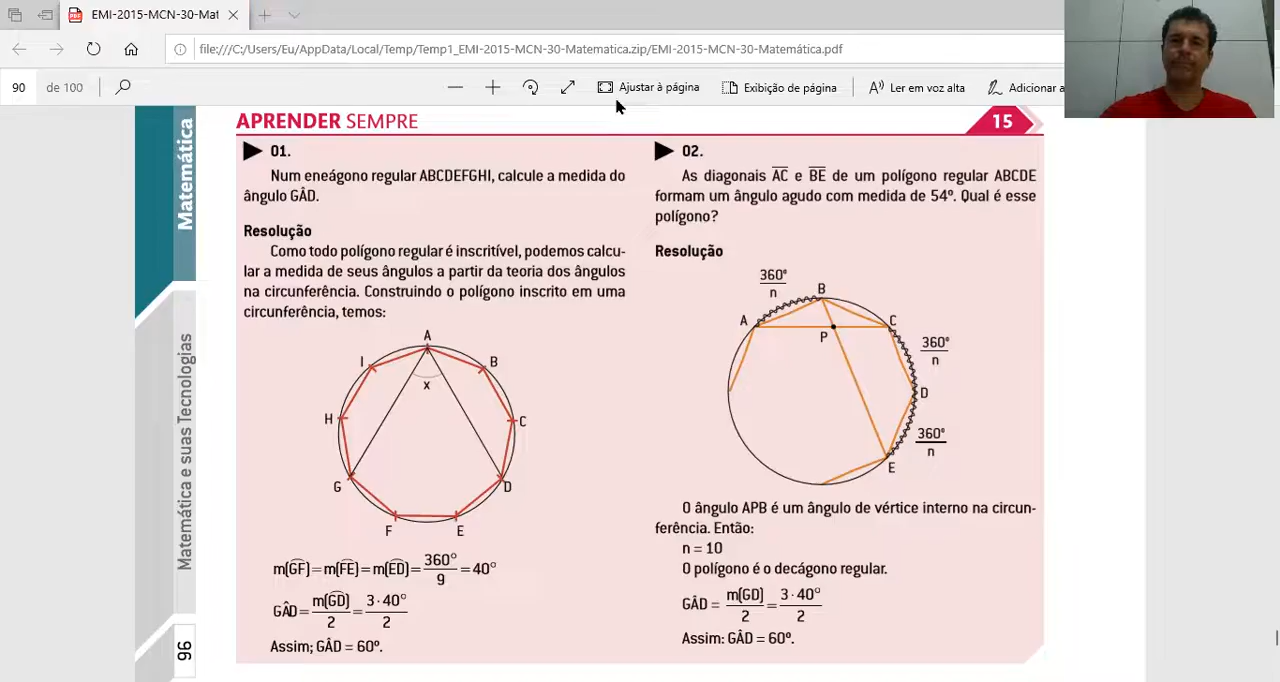 EMI-2015-MCN-30-Mat
file:///C:/Users/Eu/AppData/Local/Temp/Temp1_EMI-2015-MCN-30-Matematica.zip/EMI-2015-MCN-30-Matemática.pdf
90 de 100
Ajustar à página
Exibição de página
Ler em voz alta
Adicionar a
Matemática
Matemática e suas Tecnologias
96
APRENDER SEMPRE
15
01.
Num eneágono regular ABCDEFGHI, calcule a medida do
ângulo GÂD.
Resolução
Como todo polígono regular é inscritível, podemos calcu-
lar a medida de seus ângulos a partir da teoria dos ângulos
na circunferência. Construindo o polígono inscrito em uma
circunferência, temos:
A
I
B
x
H
C
G
D
F
E
m(GF)=m(FE)=m(ED)=360°/9=40°
GÂD=m(GD)/2=3·40°/2
Assim; GÂD = 60º.
02.
As diagonais AC e BE de um polígono regular ABCDE
formam um ângulo agudo com medida de 54º. Qual é esse
polígono?
Resolução
360°/n
B
A
C
P
360°/n
D
360°/n
E
O ângulo APB é um ângulo de vértice interno na circun-
ferência. Então:
n = 10
O polígono é o decágono regular.
GÂD = m(GD)/2=3·40°/2
Assim: GÂD = 60º.